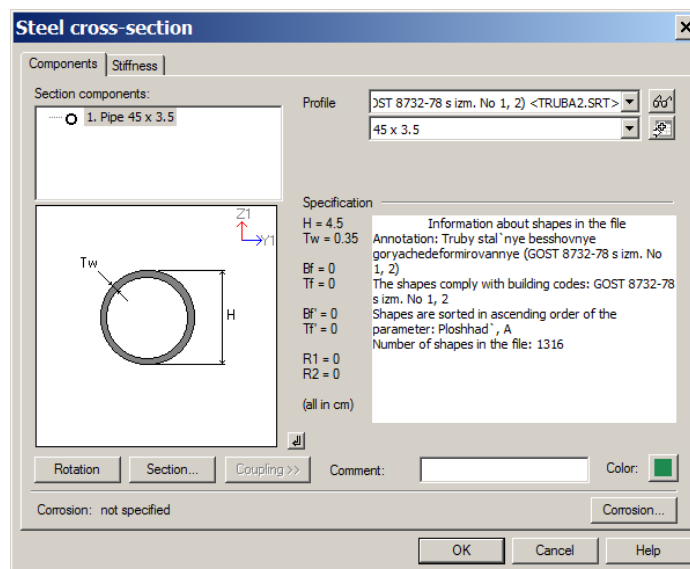 Steel cross-section
Components
Stiffness
Section components:
1. Pipe 45 x 3.5
Profile
OST 8732-78 s izm. No 1, 2) <TRUBA2.SRT>
45 x 3.5
Specification
H = 4.5
Tw = 0.35
Bf = 0
Tf = 0
Bf' = 0
Tf' = 0
R1 = 0
R2 = 0
(all in cm)
Information about shapes in the file
Annotation: Truby stal`nye besshovnye
goryachedeformirovannye (GOST 8732-78 s izm. No
1, 2)
The shapes comply with building codes: GOST 8732-78
s izm. No 1, 2
Shapes are sorted in ascending order of the
parameter: Ploshhad`, A
Number of shapes in the file: 1316
Z1
Y1
Tw
H
Rotation
Section...
Coupling >>
Comment:
Color:
Corrosion: not specified
Corrosion...
OK
Cancel
Help